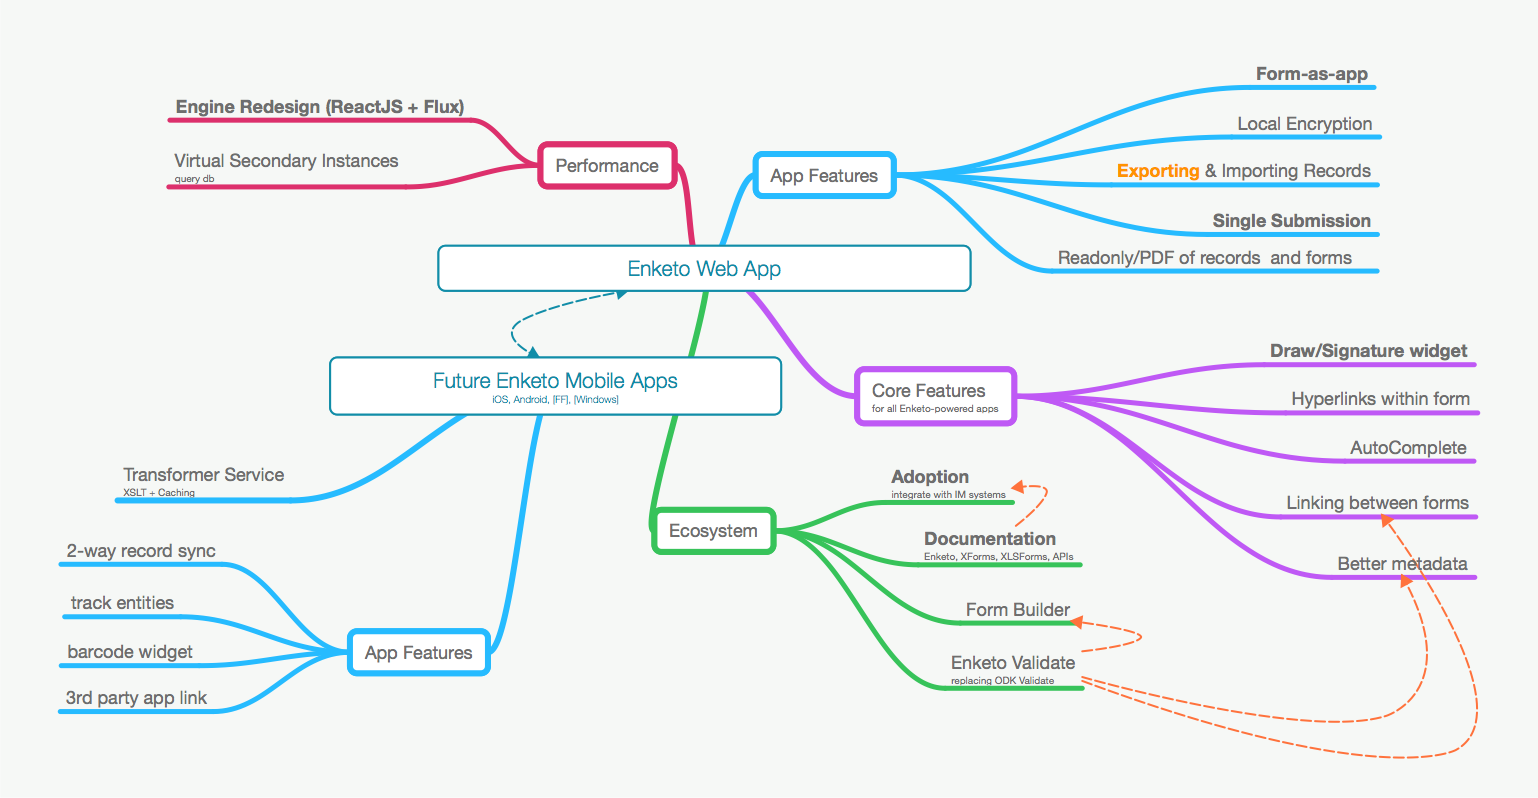 Engine Redesign (ReactJS + Flux)
Virtual Secondary Instances
query db
Performance
App Features
Form-as-app
Local Encryption
Exporting & Importing Records
Single Submission
Readonly/PDF of records and forms
Enketo Web App
Future Enketo Mobile Apps
iOS, Android, [FF], [Windows]
Core Features
for all Enketo-powered apps
Draw/Signature widget
Hyperlinks within form
AutoComplete
Linking between forms
Better metadata
Transformer Service
XSLT + Caching
2-way record sync
track entities
barcode widget
3rd party app link
App Features
Ecosystem
Adoption
integrate with IM systems
Documentation
Enketo, XForms, XLSForms, APIs
Form Builder
Enketo Validate
replacing ODK Validate